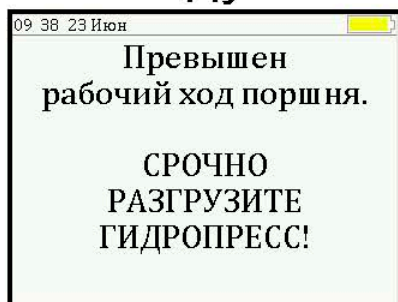 09 38 23 Июн
Превышен
рабочий ход поршня.
СРОЧНО
РАЗГРУЗИТЕ
ГИДРОПРЕСС!